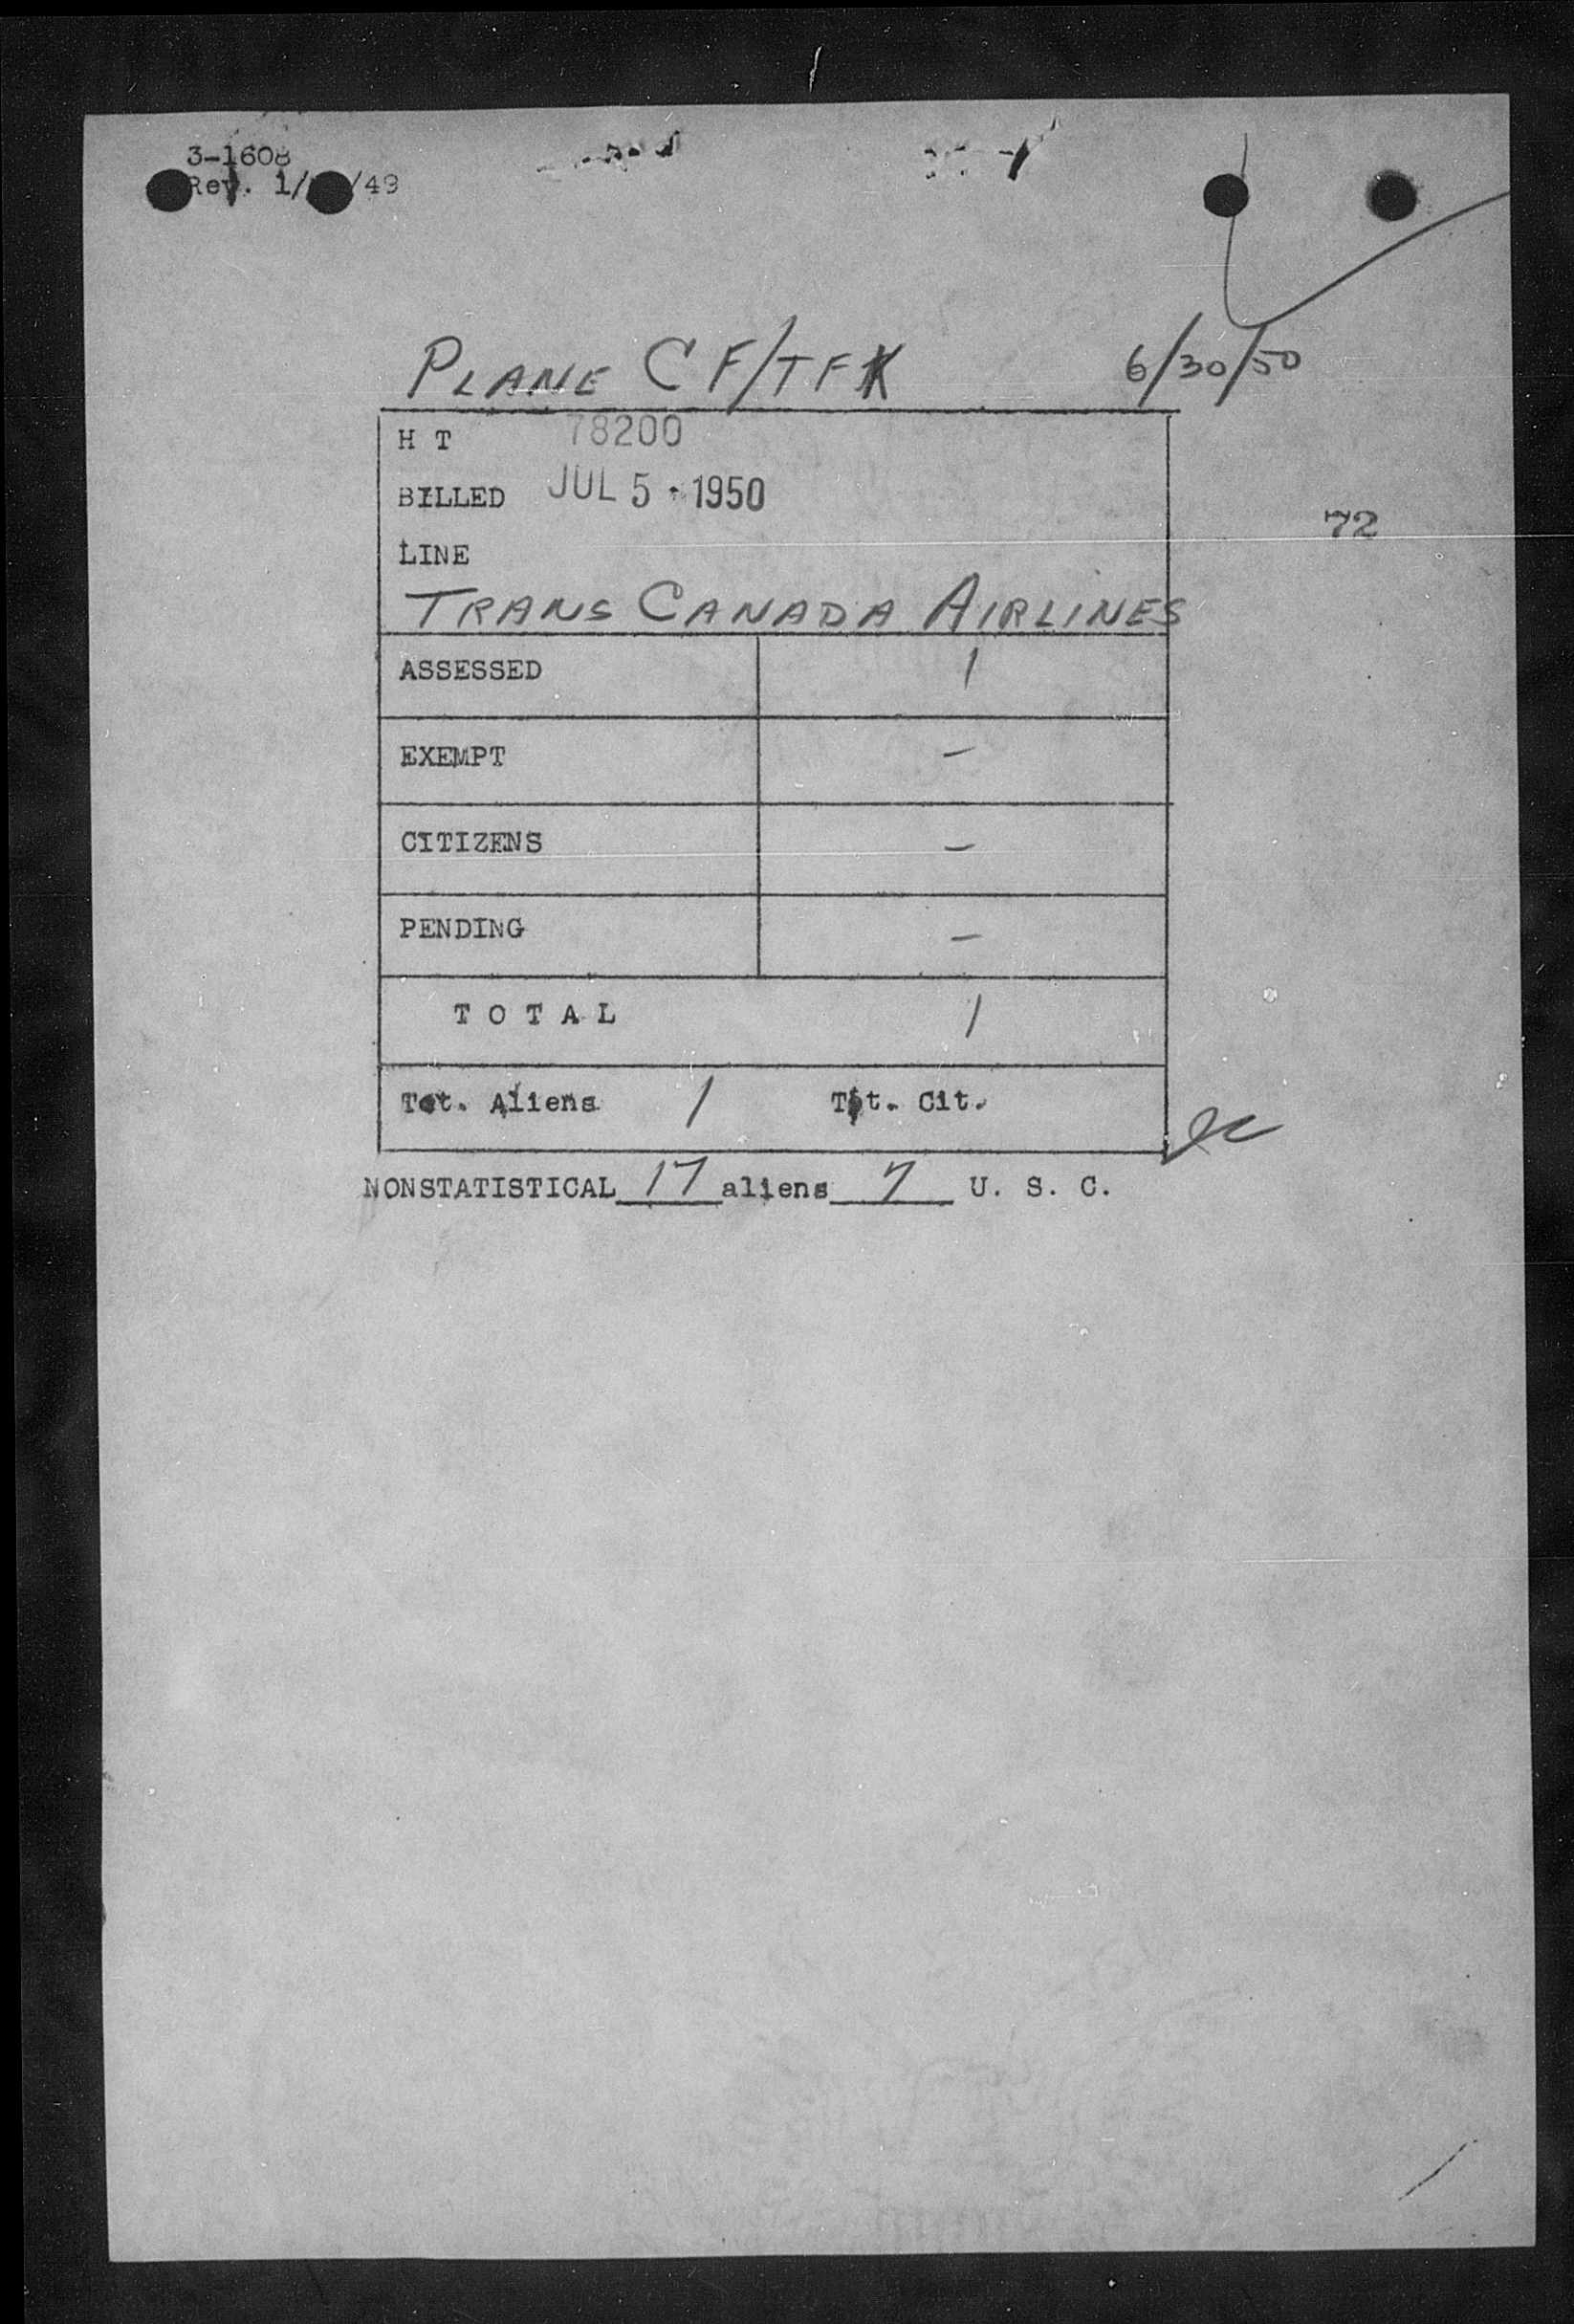 3-1608
Rev. 1/ /49
PLANE CF/TFK 6/30/50
H T 78200
BILLED JUL 5 - 1950
72
LINE
TRANS CANADA AIRLINES
ASSESSED 1
EXEMPT –
CITIZENS –
PENDING –
T O T A L 1
Tot. Aliens 1 Tot. Cit.
NONSTATISTICAL 17 aliens 7 U. S. C.